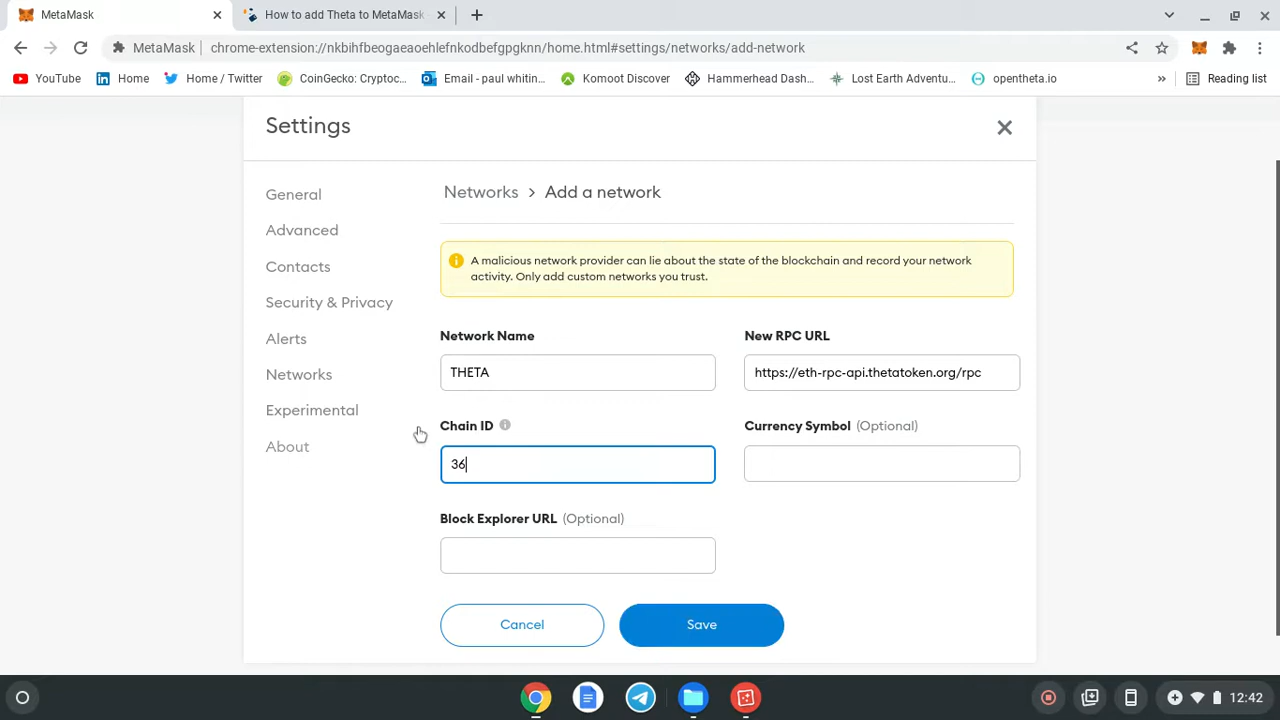 MetaMask
How to add Theta to MetaMask
MetaMask chrome-extension://nkbihfbeogaeaoehlefnkodbefgpgknn/home.html#settings/networks/add-network
YouTube Home Home / Twitter CoinGecko: Cryptoc... Email - paul whitin... Komoot Discover Hammerhead Dash... Lost Earth Adventu... opentheta.io » Reading list
Settings
General
Advanced
Contacts
Security & Privacy
Alerts
Networks
Experimental
About
Networks > Add a network
A malicious network provider can lie about the state of the blockchain and record your network
activity. Only add custom networks you trust.
Network Name New RPC URL
THETA https://eth-rpc-api.thetatoken.org/rpc
Chain ID Currency Symbol (Optional)
36
Block Explorer URL (Optional)
Cancel Save
12:42